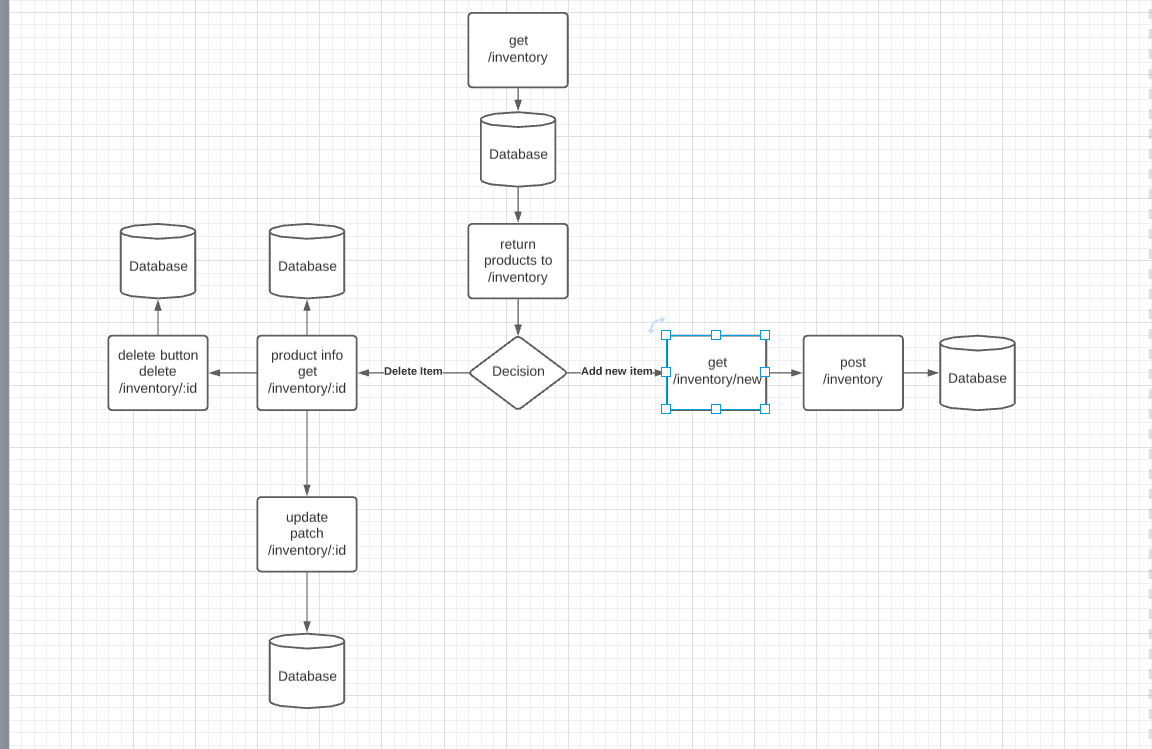 get
/inventory
Database
return
products to
/inventory
Database
Database
delete button
delete
/inventory/:id
product info
get
/inventory/:id
Delete Item
Decision
Add new item
get
/inventory/new
post
/inventory
Database
update
patch
/inventory/:id
Database